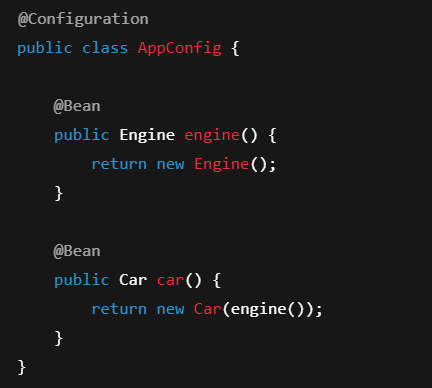 @Configuration
public class AppConfig {
@Bean
public Engine engine() {
return new Engine();
}
@Bean
public Car car() {
return new Car(engine());
}
}